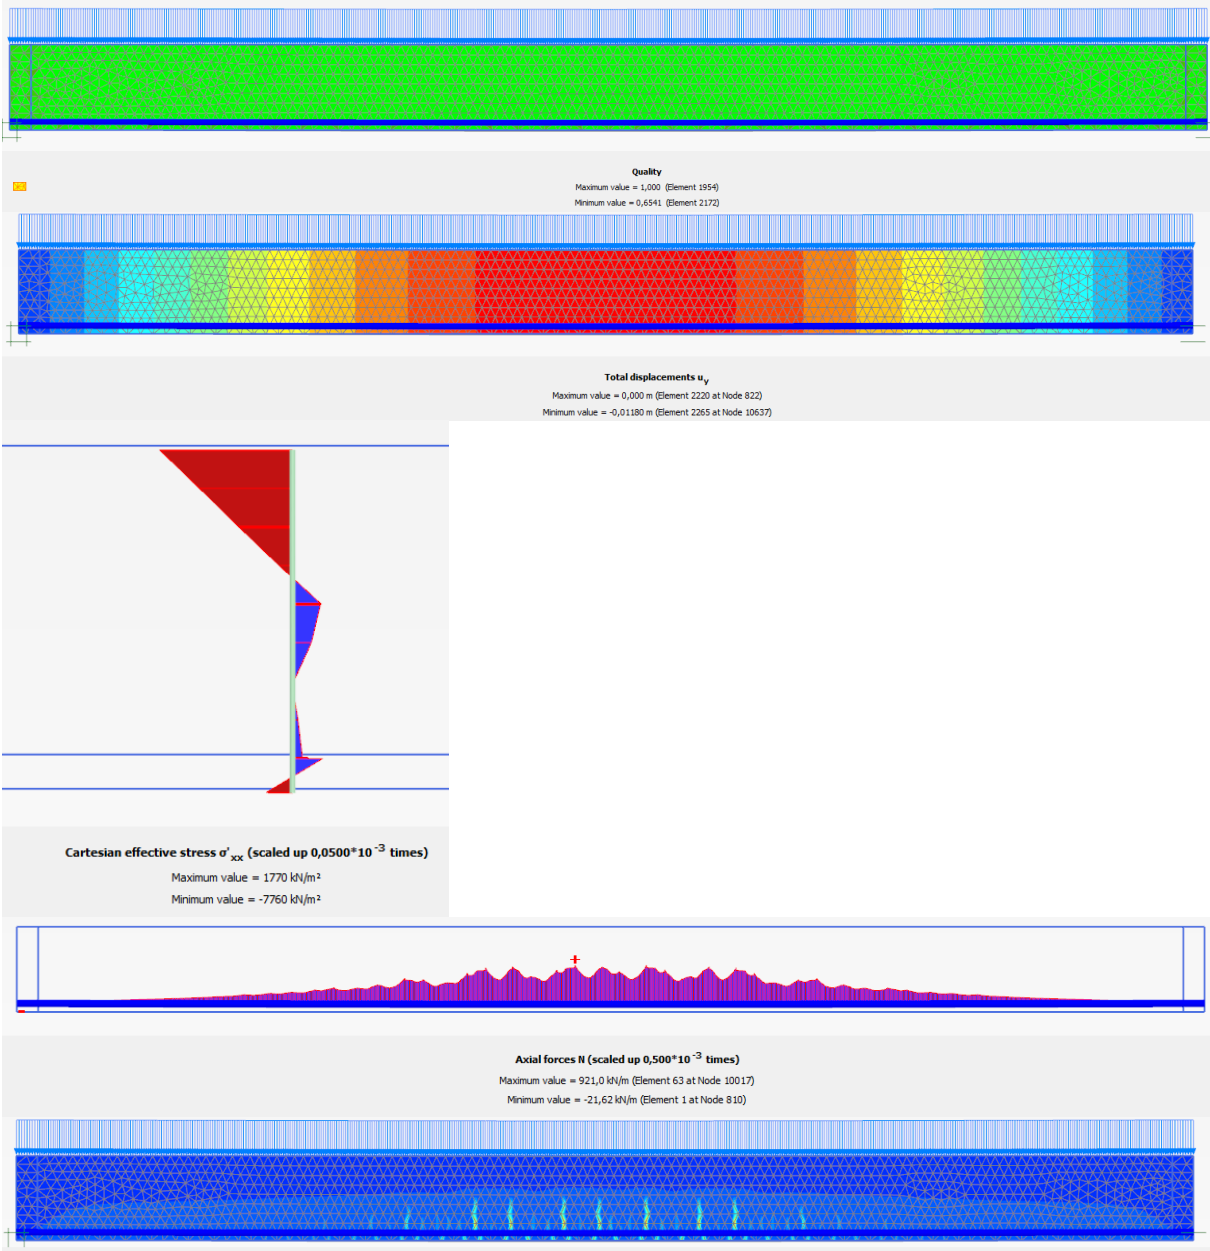 Quality
Maximum value = 1,000 (Element 1954)
Minimum value = 0,6541 (Element 2172)
Total displacements uy
Maximum value = 0,000 m (Element 2220 at Node 822)
Minimum value = -0,01180 m (Element 2265 at Node 10637)
Cartesian effective stress σ'xx (scaled up 0,0500*10-3 times)
Maximum value = 1770 kN/m²
Minimum value = -7760 kN/m²
Axial forces N (scaled up 0,500*10-3 times)
Maximum value = 921,0 kN/m (Element 63 at Node 10017)
Minimum value = -21,62 kN/m (Element 1 at Node 810)